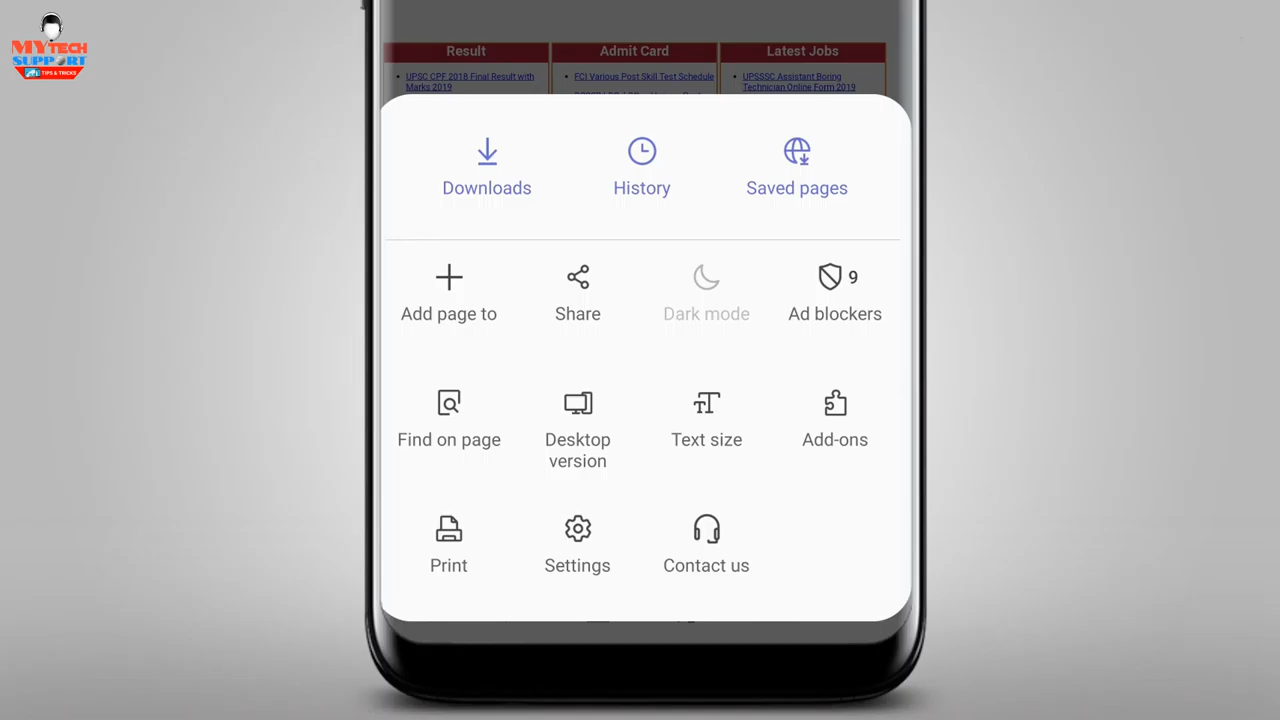 MYTECH
SUPPORT
TIPS & TRICKS
Result
Admit Card
Latest Jobs
UPSC CPF 2018 Final Result with
Marks 2019
FCI Various Post Skill Test Schedule
UPSSSC Assistant Boring
Technician Online Form 2019
Downloads
History
Saved pages
9
Add page to
Share
Dark mode
Ad blockers
Find on page
Desktop
version
Text size
Add-ons
Print
Settings
Contact us